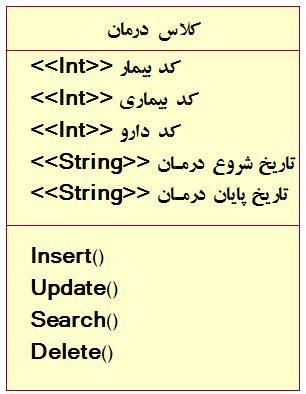 کلاس درمان
کد بیمار <<Int>>
کد بیماری <<Int>>
کد دارو <<Int>>
تاریخ شروع درمان <<String>>
تاریخ پایان درمان <<String>>
Insert()
Update()
Search()
Delete()